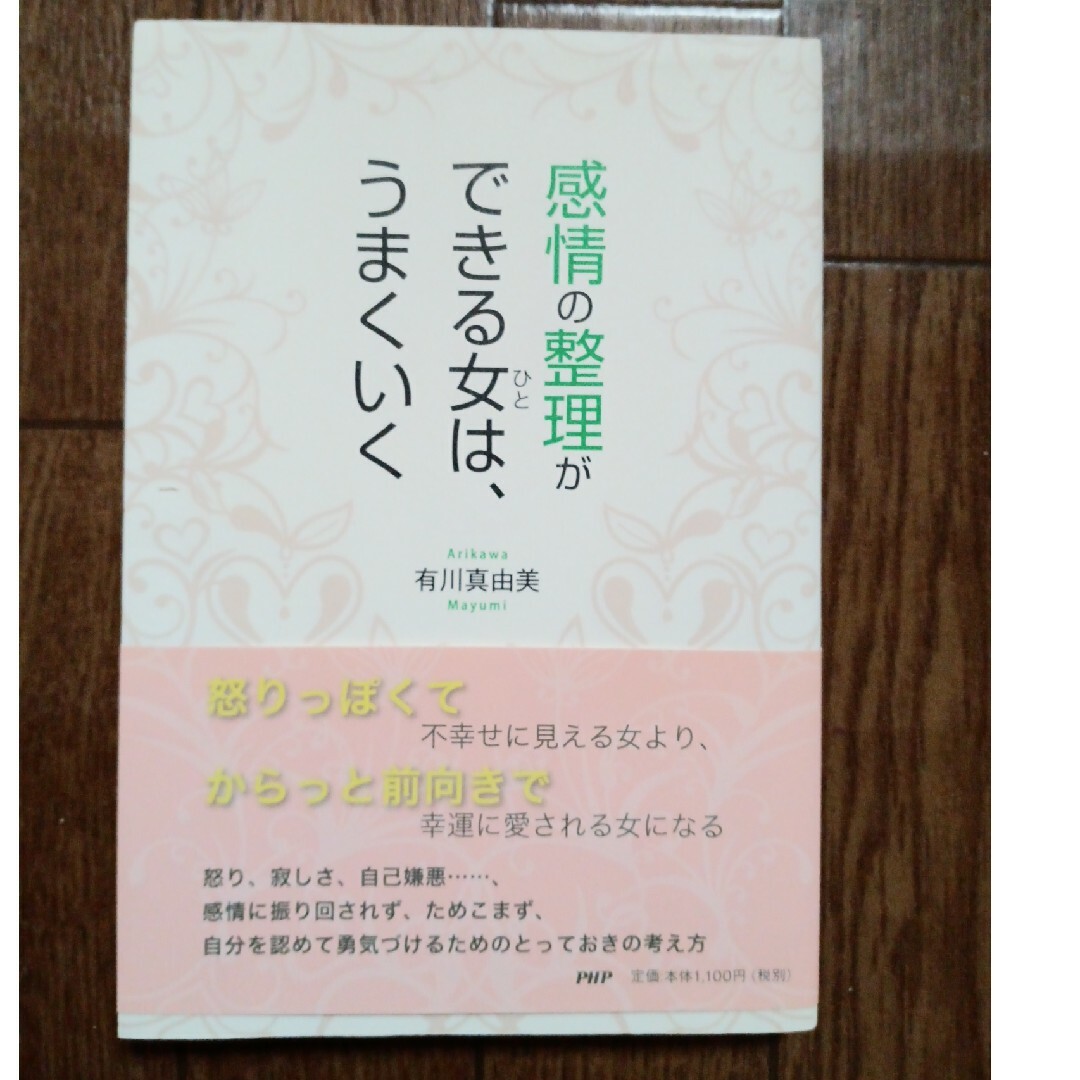 感情の整理が
できる女は、
ひと
うまくいく
Arikawa
有川真由美
Mayumi
怒りっぽくて
不幸せに見える女より、
からっと前向きで
幸運に愛される女になる
怒り、寂しさ、自己嫌悪……、
感情に振り回されず、ためこまず、
自分を認めて勇気づけるためのとっておきの考え方
PHP 定価:本体1,100円(税別)